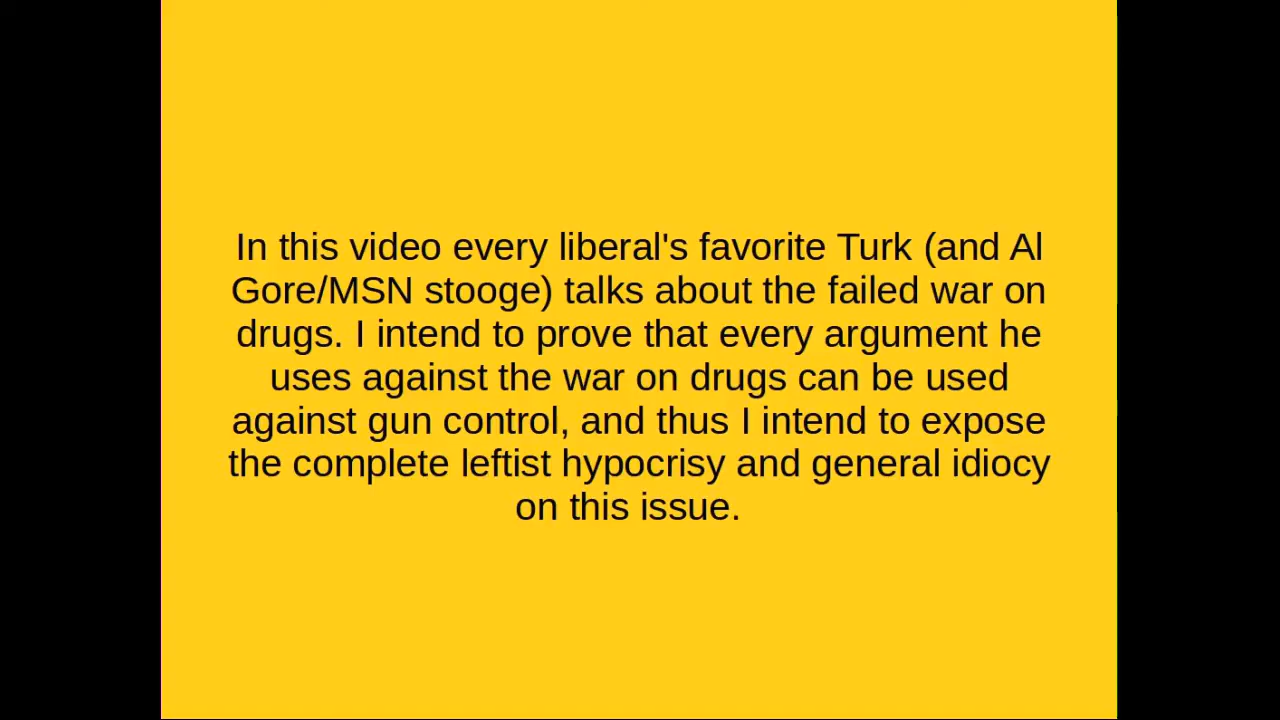 In this video every liberal's favorite Turk (and Al
Gore/MSN stooge) talks about the failed war on
drugs. I intend to prove that every argument he
uses against the war on drugs can be used
against gun control, and thus I intend to expose
the complete leftist hypocrisy and general idiocy
on this issue.